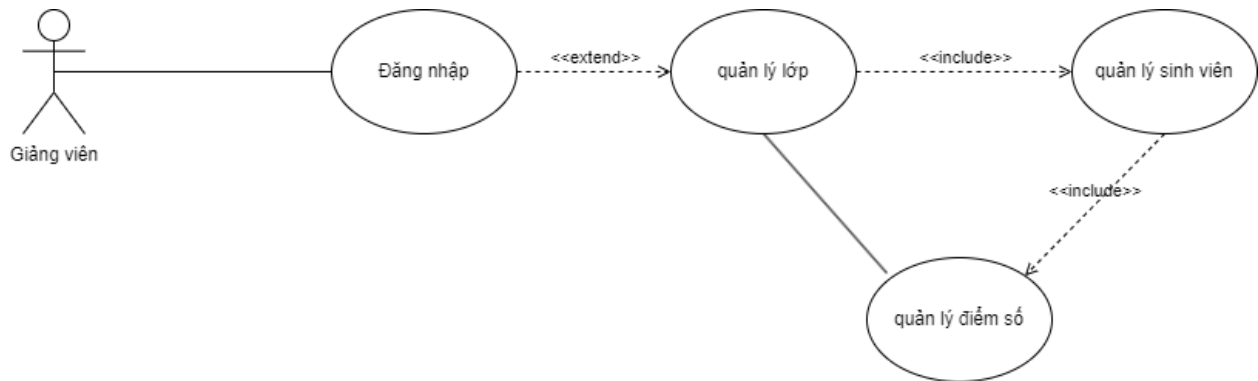 Giảng viên
Đăng nhập
<<extend>>
quản lý lớp
<<include>>
quản lý sinh viên
<<include>>
quản lý điểm số